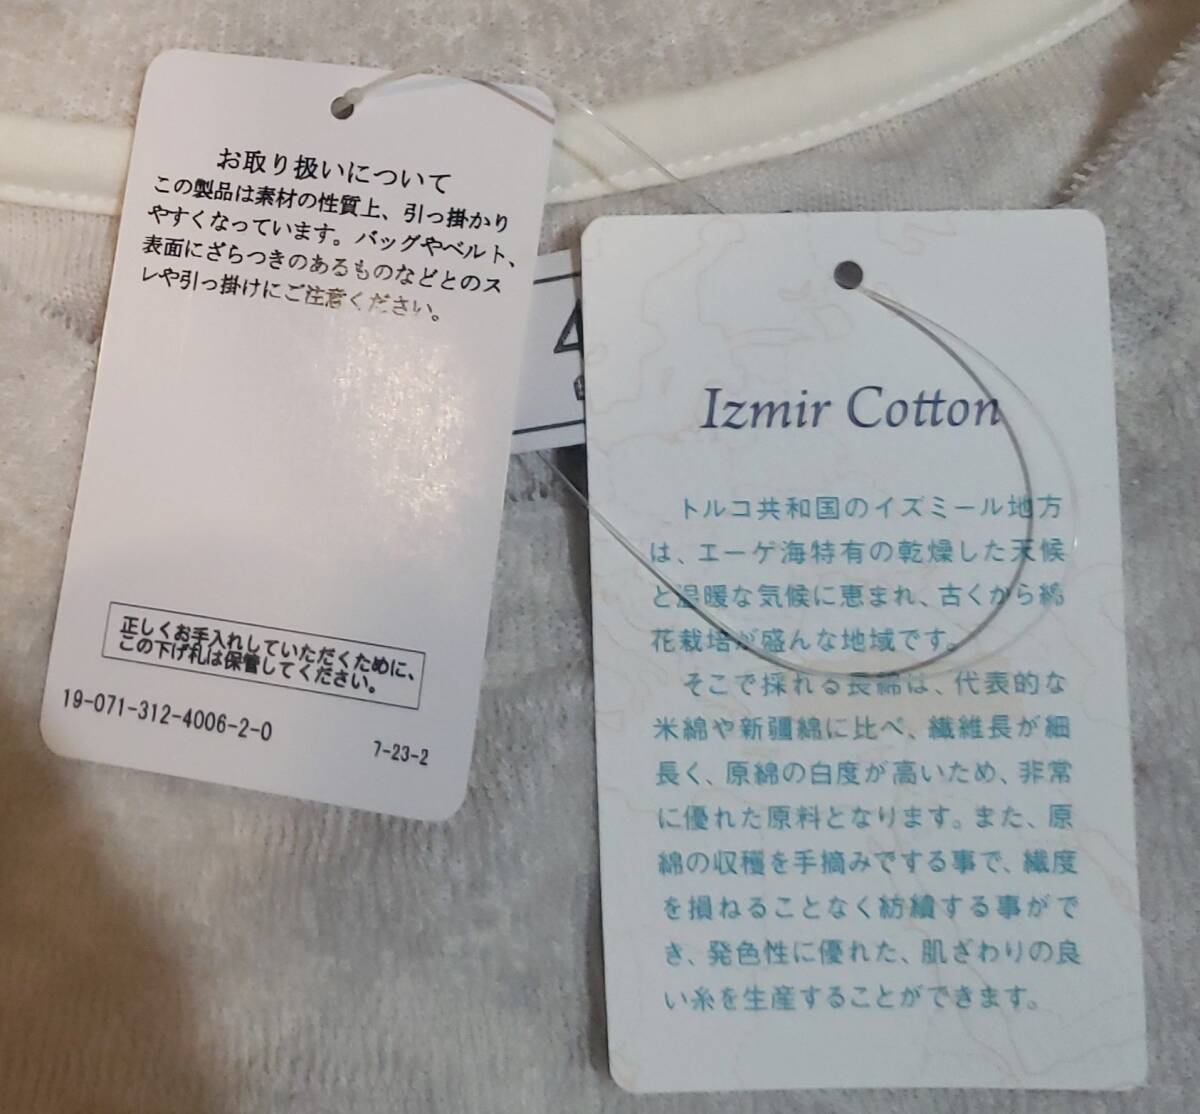 お取り扱いについて
この製品は素材の性質上、引っ掛かり
やすくなっています。バッグやベルト、
表面にざらつきのあるものなどとのス
レや引っ掛けにご注意ください。
正しくお手入れしていただくために、
この下げ札は保管してください。
19-071-312-4006-2-0
7-23-2
4
Izmir Cotton
トルコ共和国のイズミール地方
は、エーゲ海特有の乾燥した天候
と温暖な気候に恵まれ、古くから綿
花栽培が盛んな地域です。
そこで採れる長綿は、代表的な
米綿や新疆綿に比べ、繊維長が細
長く、原綿の白度が高いため、非常
に優れた原料となります。また、原
綿の収穫を手摘みでする事で、繊度
を損ねることなく紡績する事がで
き、発色性に優れた、肌ざわりの良
い糸を生産することができます。